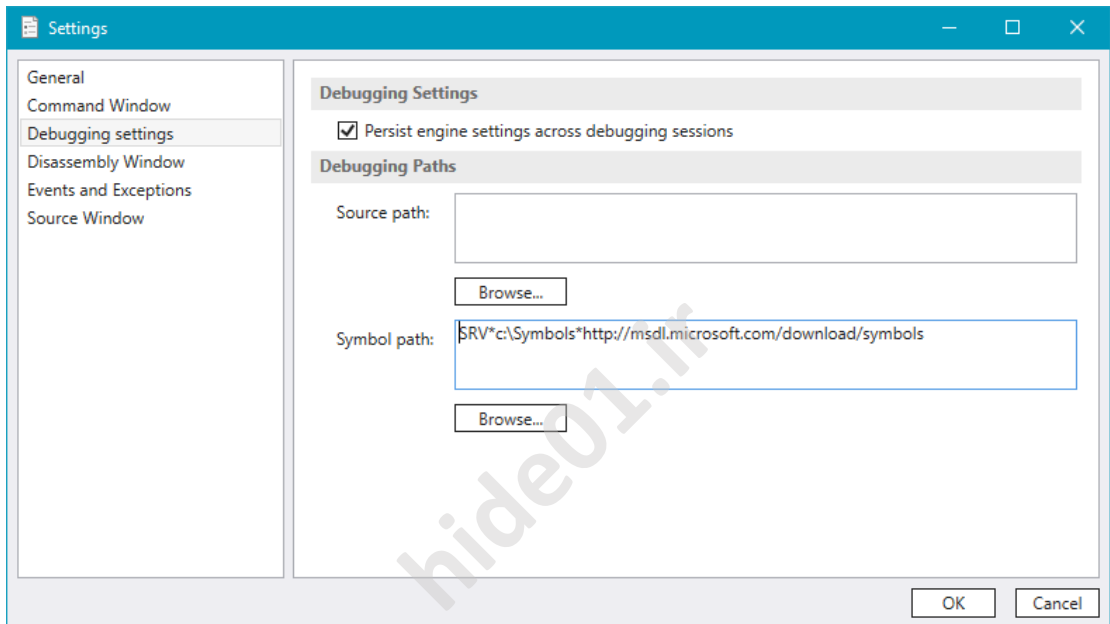 Settings
General
Command Window
Debugging settings
Disassembly Window
Events and Exceptions
Source Window
Debugging Settings
Persist engine settings across debugging sessions
Debugging Paths
Source path:
Browse...
Symbol path:
SRV*c:\Symbols*http://msdl.microsoft.com/download/symbols
Browse...
hide01.ir
OK
Cancel